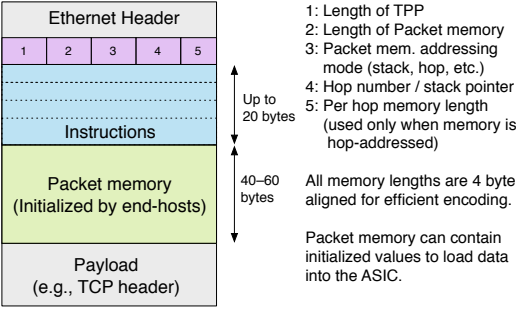 Ethernet Header
1 2 3 4 5
Instructions
Packet memory
(Initialized by end-hosts)
Payload
(e.g., TCP header)
Up to
20 bytes
40–60
bytes
1: Length of TPP
2: Length of Packet memory
3: Packet mem. addressing
mode (stack, hop, etc.)
4: Hop number / stack pointer
5: Per hop memory length
(used only when memory is
hop-addressed)
All memory lengths are 4 byte
aligned for efficient encoding.
Packet memory can contain
initialized values to load data
into the ASIC.